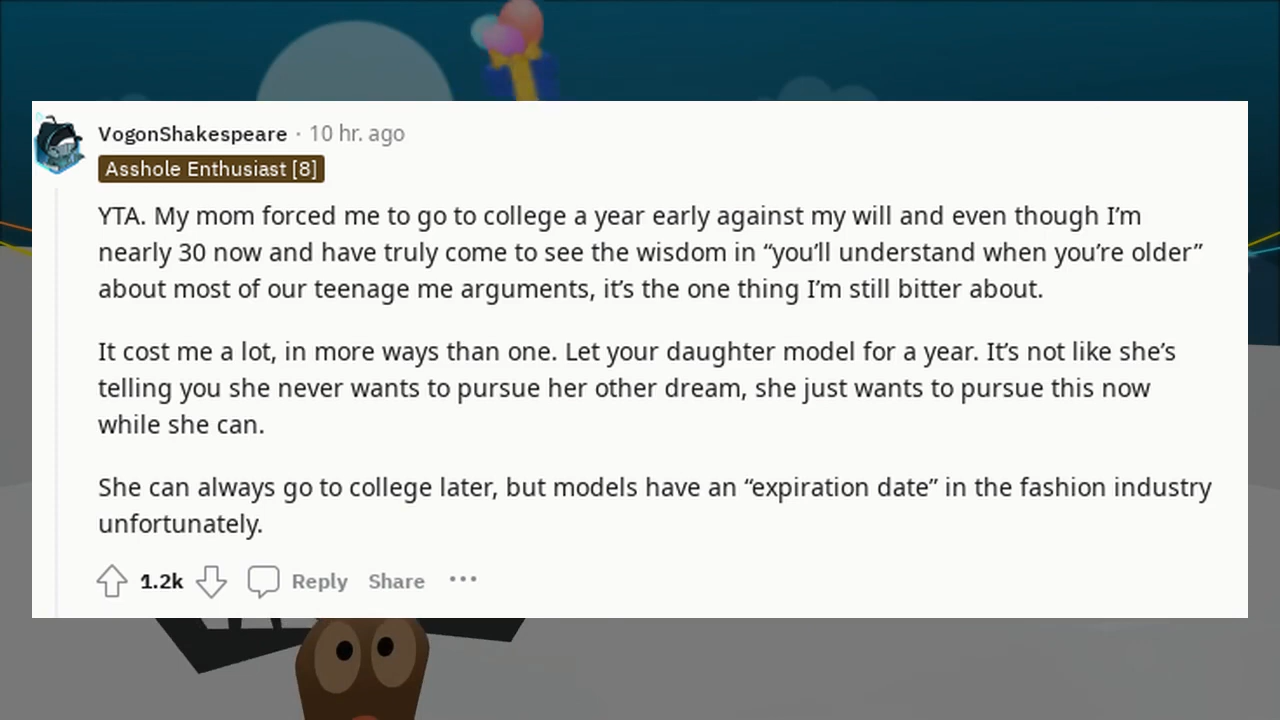 VogonShakespeare · 10 hr. ago
Asshole Enthusiast [8]
YTA. My mom forced me to go to college a year early against my will and even though I’m
nearly 30 now and have truly come to see the wisdom in “you’ll understand when you’re older”
about most of our teenage me arguments, it’s the one thing I’m still bitter about.
It cost me a lot, in more ways than one. Let your daughter model for a year. It’s not like she’s
telling you she never wants to pursue her other dream, she just wants to pursue this now
while she can.
She can always go to college later, but models have an “expiration date” in the fashion industry
unfortunately.
1.2k Reply Share ···